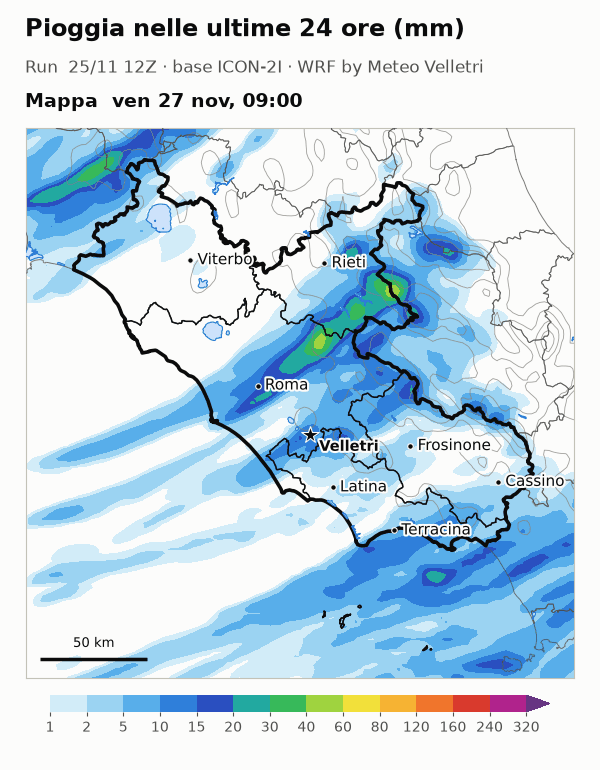 Pioggia nelle ultime 24 ore (mm)
Run  25/11 12Z · base ICON-2I · WRF by Meteo Velletri
Mappa  ven 27 nov, 09:00
Viterbo
Rieti
Roma
Velletri
Frosinone
Latina
Cassino
Terracina
50 km
1 2 5 10 15 20 30 40 60 80 120 160 240 320